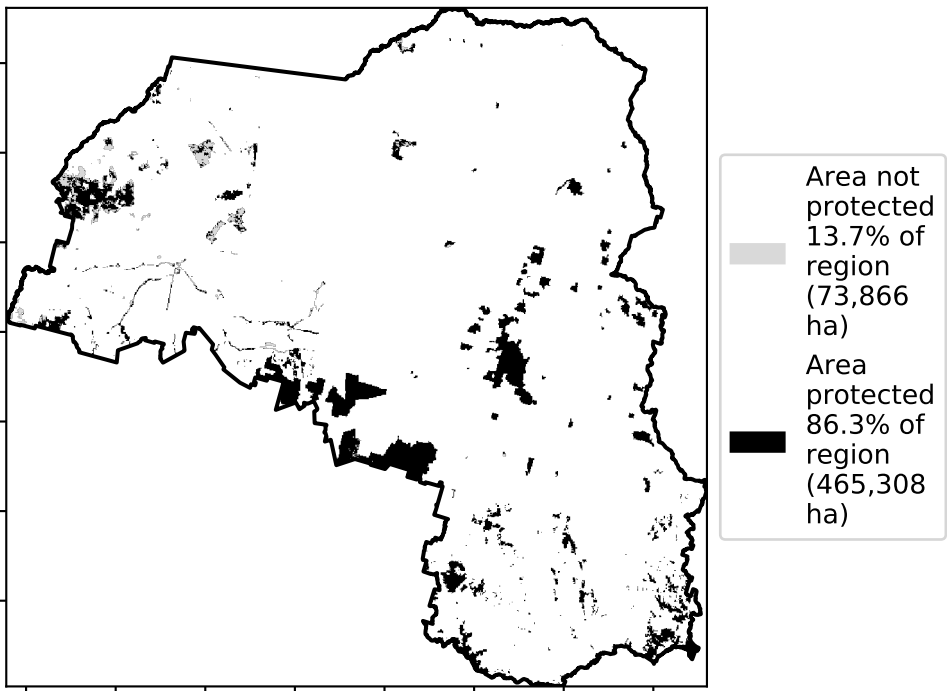 Area not
protected
13.7% of
region
(73,866
ha)
Area
protected
86.3% of
region
(465,308
ha)